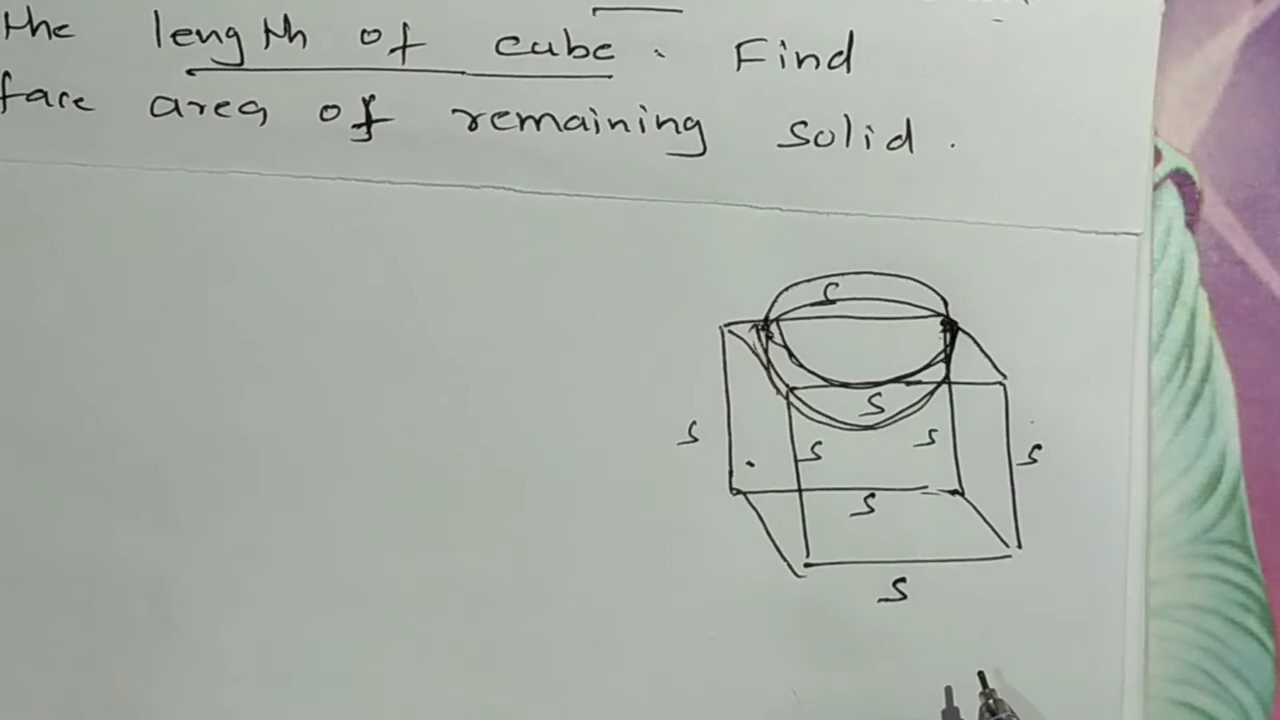 the length of cube. Find
face area of remaining solid.
s
s
s
s
s
s
s
s